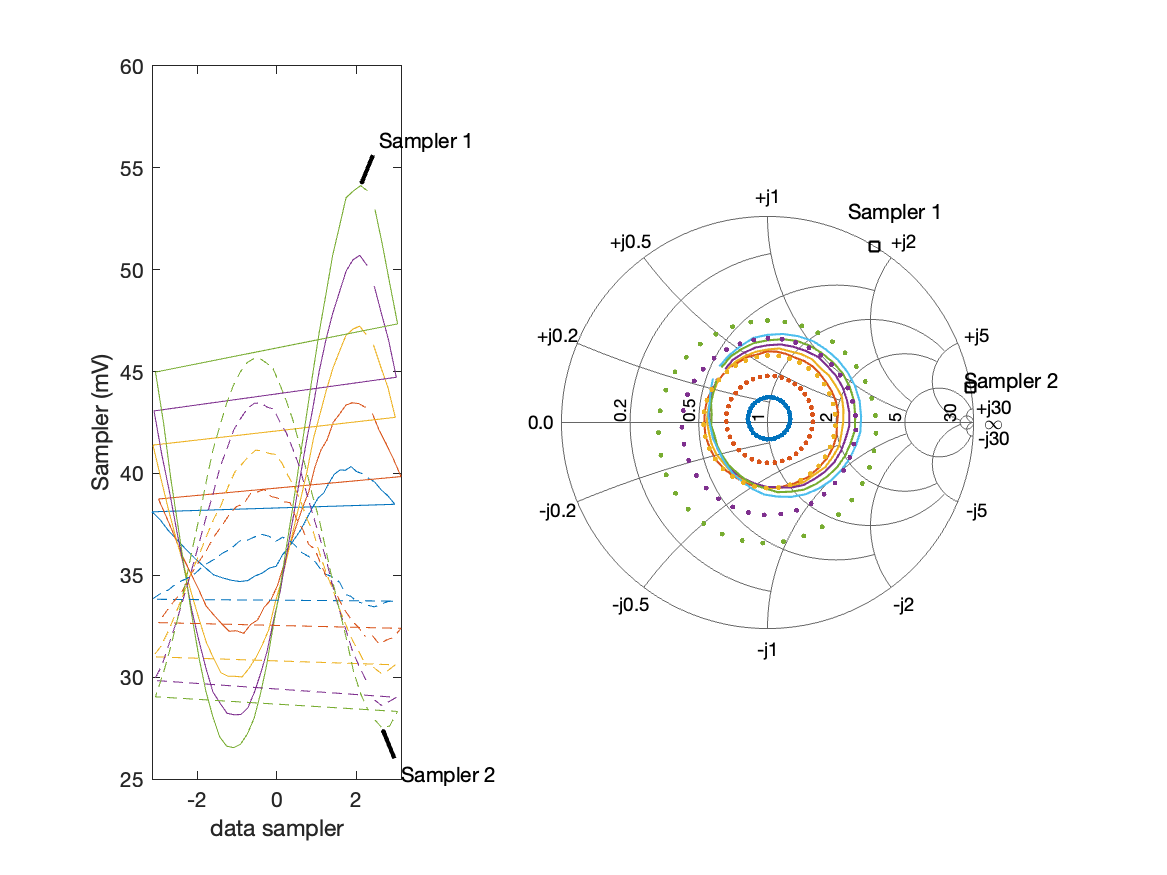 60
55
50
45
40
35
30
25
Sampler (mV)
-2
0
2
data sampler
Sampler 1
Sampler 2
+j1
Sampler 1
+j0.5
+j2
+j0.2
+j5
Sampler 2
+j30
0.0
0.2
0.5
1
2
5
30
∞
-j30
-j0.2
-j5
-j0.5
-j2
-j1